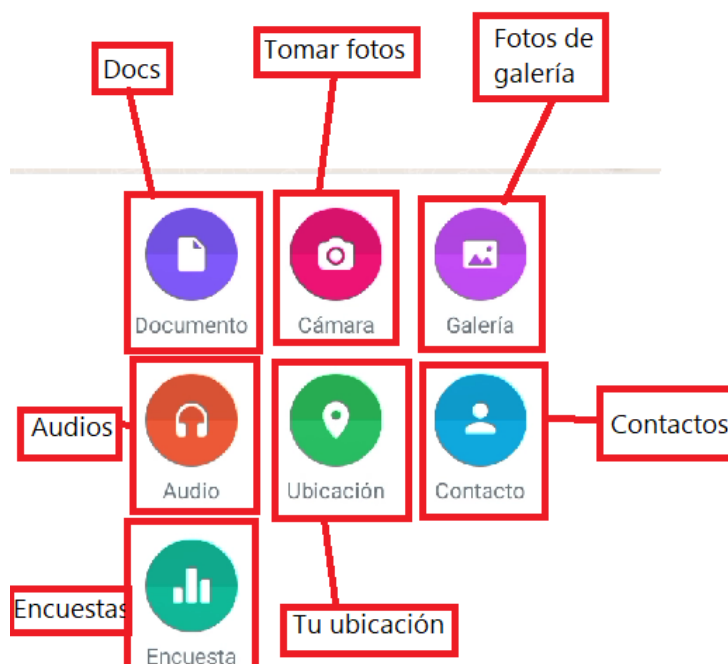 Docs
Tomar fotos
Fotos de
galería
Documento
Cámara
Galería
Audios
Audio
Ubicación
Contacto
Contactos
Encuestas
Encuesta
Tu ubicación